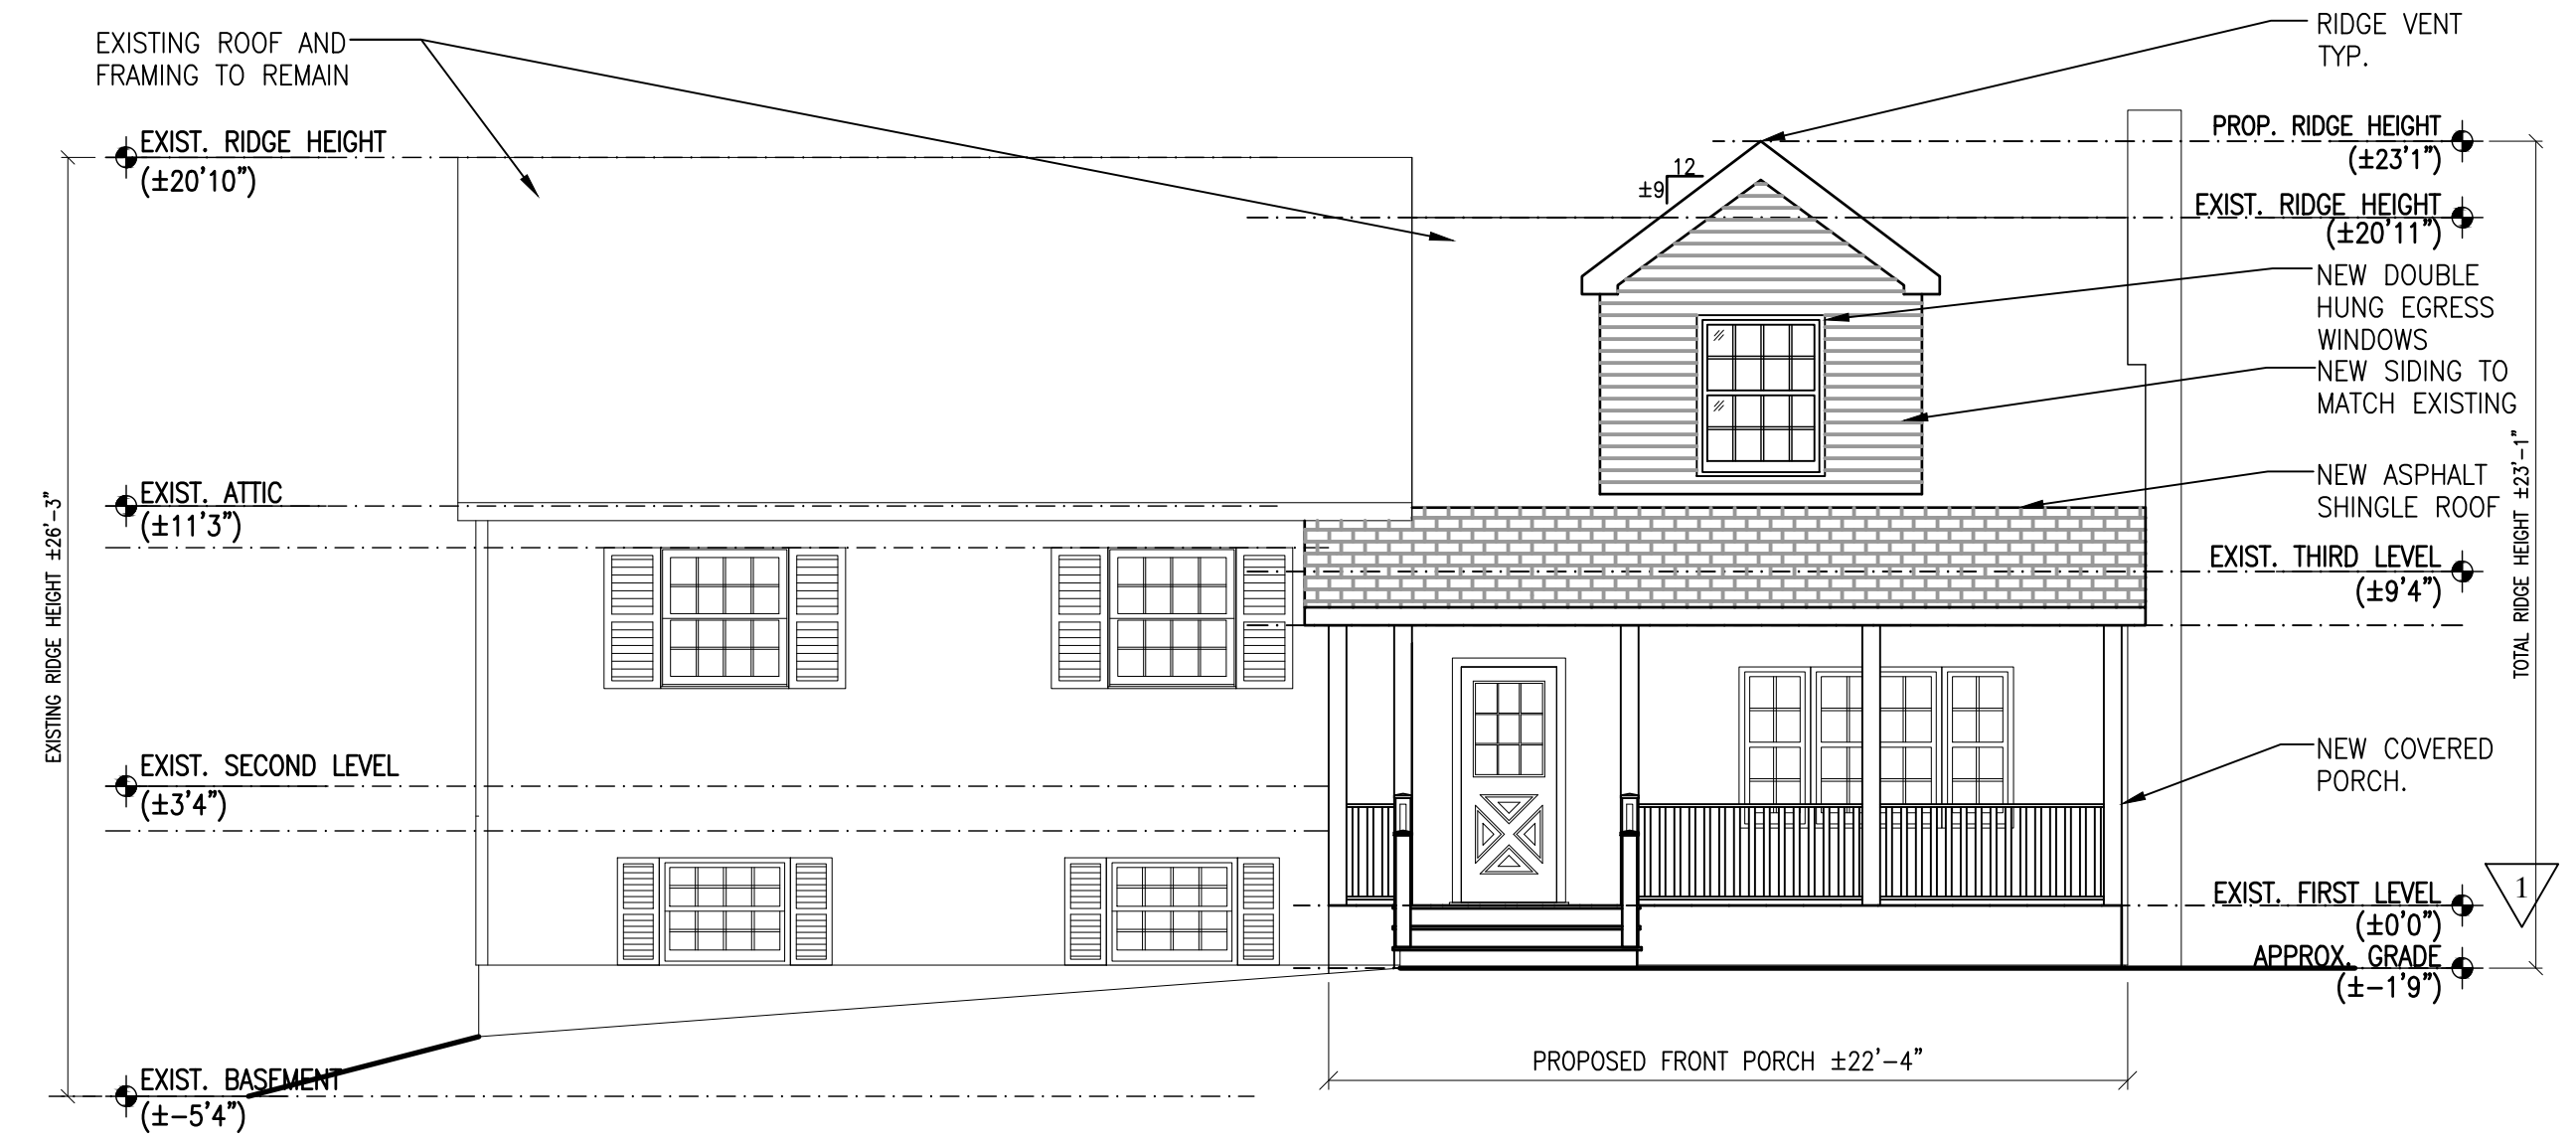 EXISTING ROOF AND
FRAMING TO REMAIN
RIDGE VENT
TYP.
EXIST. RIDGE HEIGHT
(±20'10")
PROP. RIDGE HEIGHT
(±23'1")
12
±9
EXIST. RIDGE HEIGHT
(±20'11")
NEW DOUBLE
HUNG EGRESS
WINDOWS
NEW SIDING TO
MATCH EXISTING
NEW ASPHALT
SHINGLE ROOF
EXIST. ATTIC
(±11'3")
EXISTING RIDGE HEIGHT ±26'-3"
TOTAL RIDGE HEIGHT ±23'-1"
EXIST. THIRD LEVEL
(±9'4")
EXIST. SECOND LEVEL
(±3'4")
NEW COVERED
PORCH.
EXIST. FIRST LEVEL
(±0'0")
1
APPROX. GRADE
(±-1'9")
PROPOSED FRONT PORCH ±22'-4"
EXIST. BASEMENT
(±-5'4")